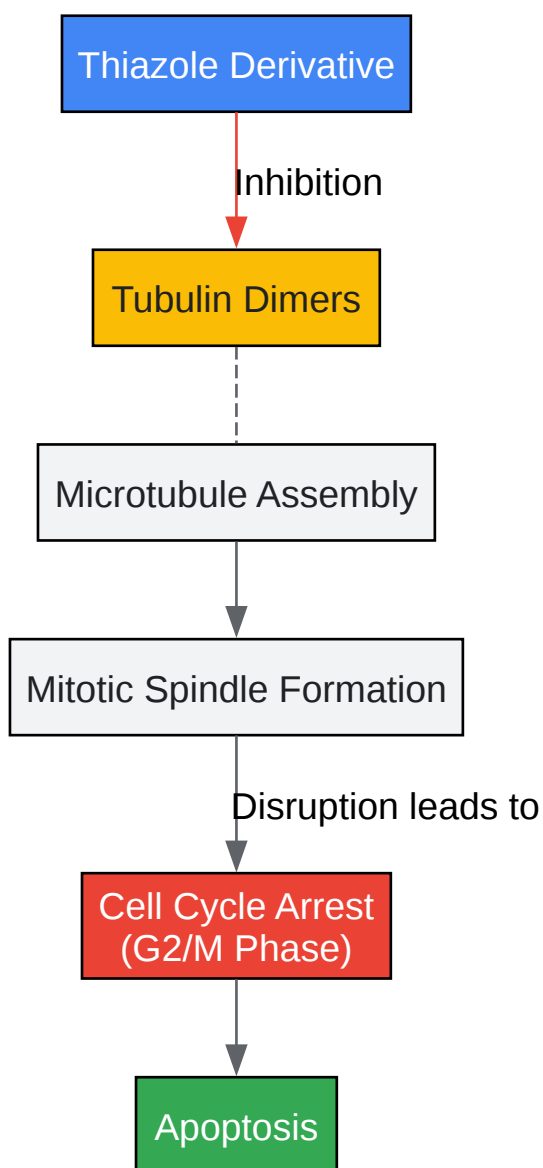 Thiazole Derivative
Inhibition
Tubulin Dimers
Microtubule Assembly
Mitotic Spindle Formation
Disruption leads to
Cell Cycle Arrest
(G2/M Phase)
Apoptosis